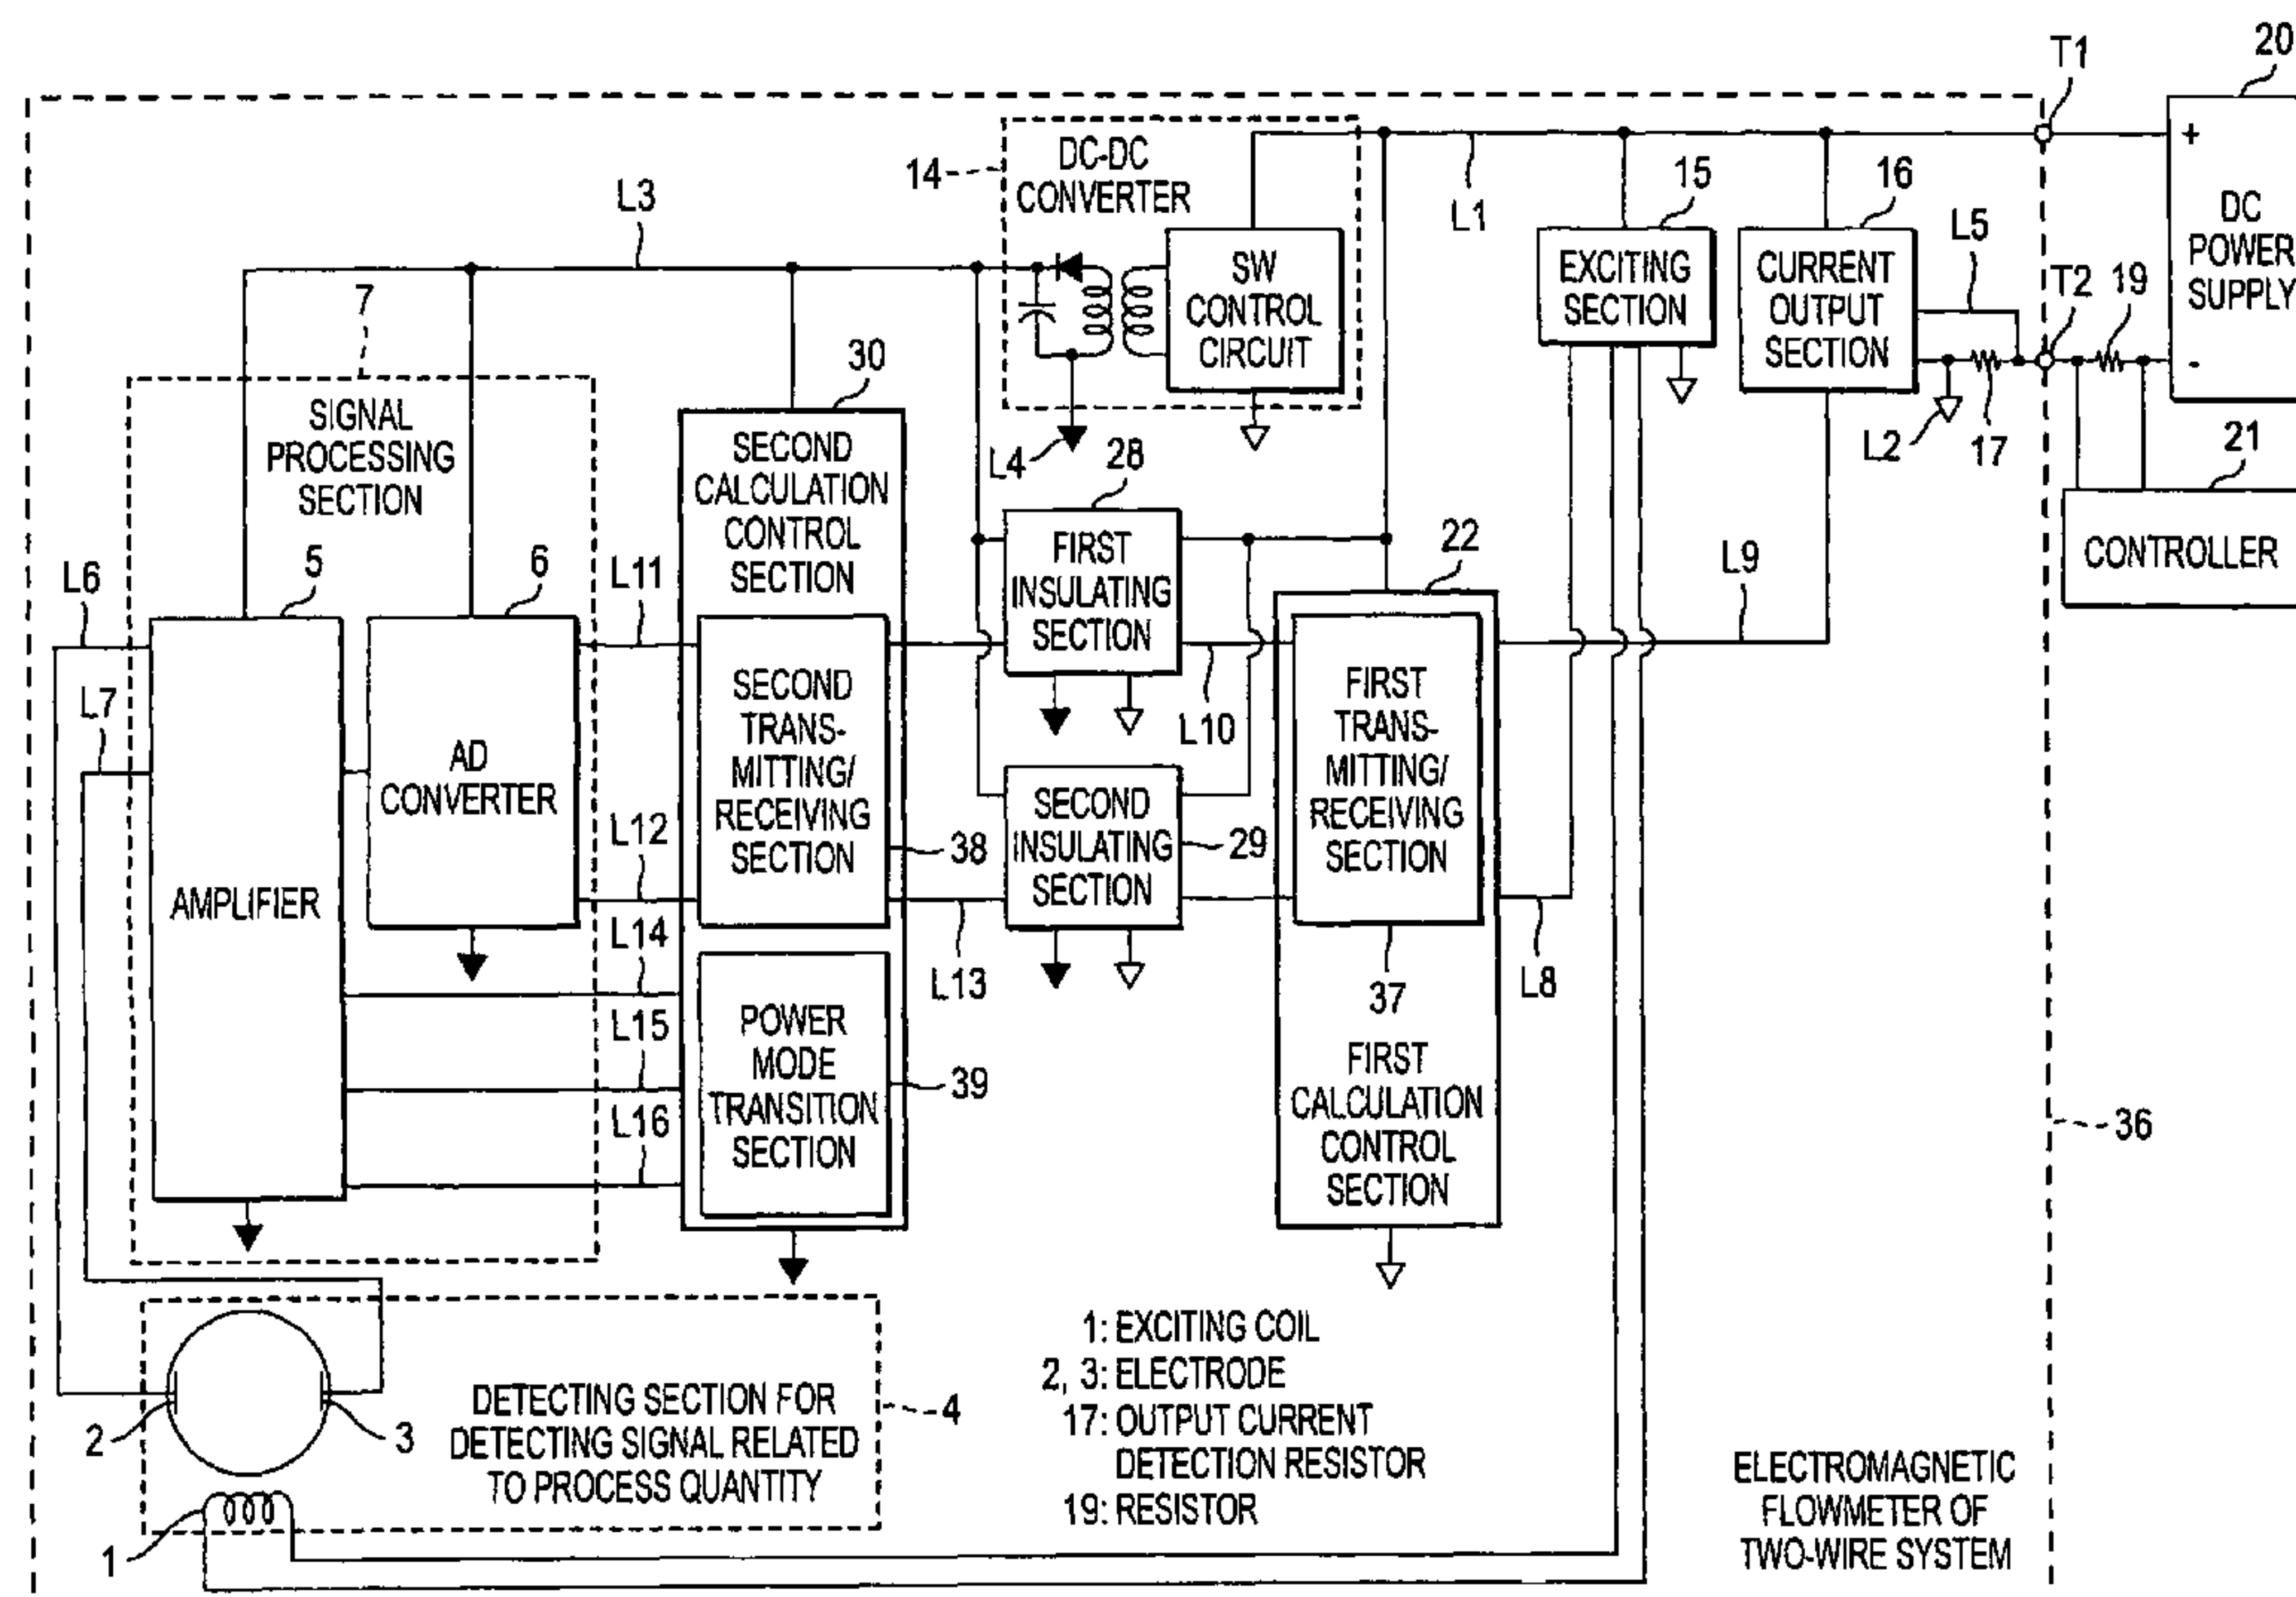 20
T1
+
DC
POWER
SUPPLY
-
14
DC-DC
CONVERTER
L1
15
16
L5
T2
19
L3
SW
CONTROL
CIRCUIT
EXCITING
SECTION
CURRENT
OUTPUT
SECTION
7
30
L4
28
L2
17
21
CONTROLLER
SIGNAL
PROCESSING
SECTION
SECOND
CALCULATION
CONTROL
SECTION
FIRST
INSULATING
SECTION
22
L9
L6
5
6
L11
L7
SECOND
TRANS-
MITTING/
RECEIVING
SECTION
L10
FIRST
TRANS-
MITTING/
RECEIVING
SECTION
AD
CONVERTER
L12
38
SECOND
INSULATING
SECTION
29
AMPLIFIER
L14
L13
37
L8
L15
POWER
MODE
TRANSITION
SECTION
39
L16
FIRST
CALCULATION
CONTROL
SECTION
36
2
3
DETECTING SECTION FOR
DETECTING SIGNAL RELATED
TO PROCESS QUANTITY
4
1
1: EXCITING COIL
2, 3: ELECTRODE
17: OUTPUT CURRENT
DETECTION RESISTOR
19: RESISTOR
ELECTROMAGNETIC
FLOWMETER OF
TWO-WIRE SYSTEM